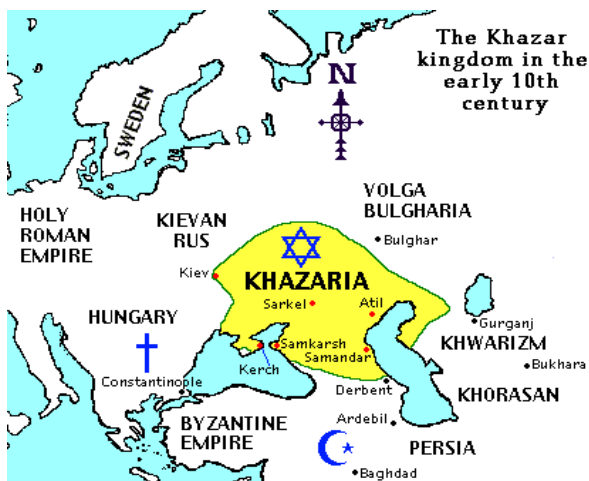 The Khazar
kingdom in the
early 10th
century
N
SWEDEN
HOLY
ROMAN
EMPIRE
KIEVAN
RUS
VOLGA
BULGHARIA
Bulghar
Kiev
KHAZARIA
Sarkel
Atil
HUNGARY
Samkarsh
Samandar
Kerch
Gurganj
KHWARIZM
Bukhara
Constantinople
Derbent
KHORASAN
BYZANTINE
EMPIRE
Ardebil
PERSIA
Baghdad